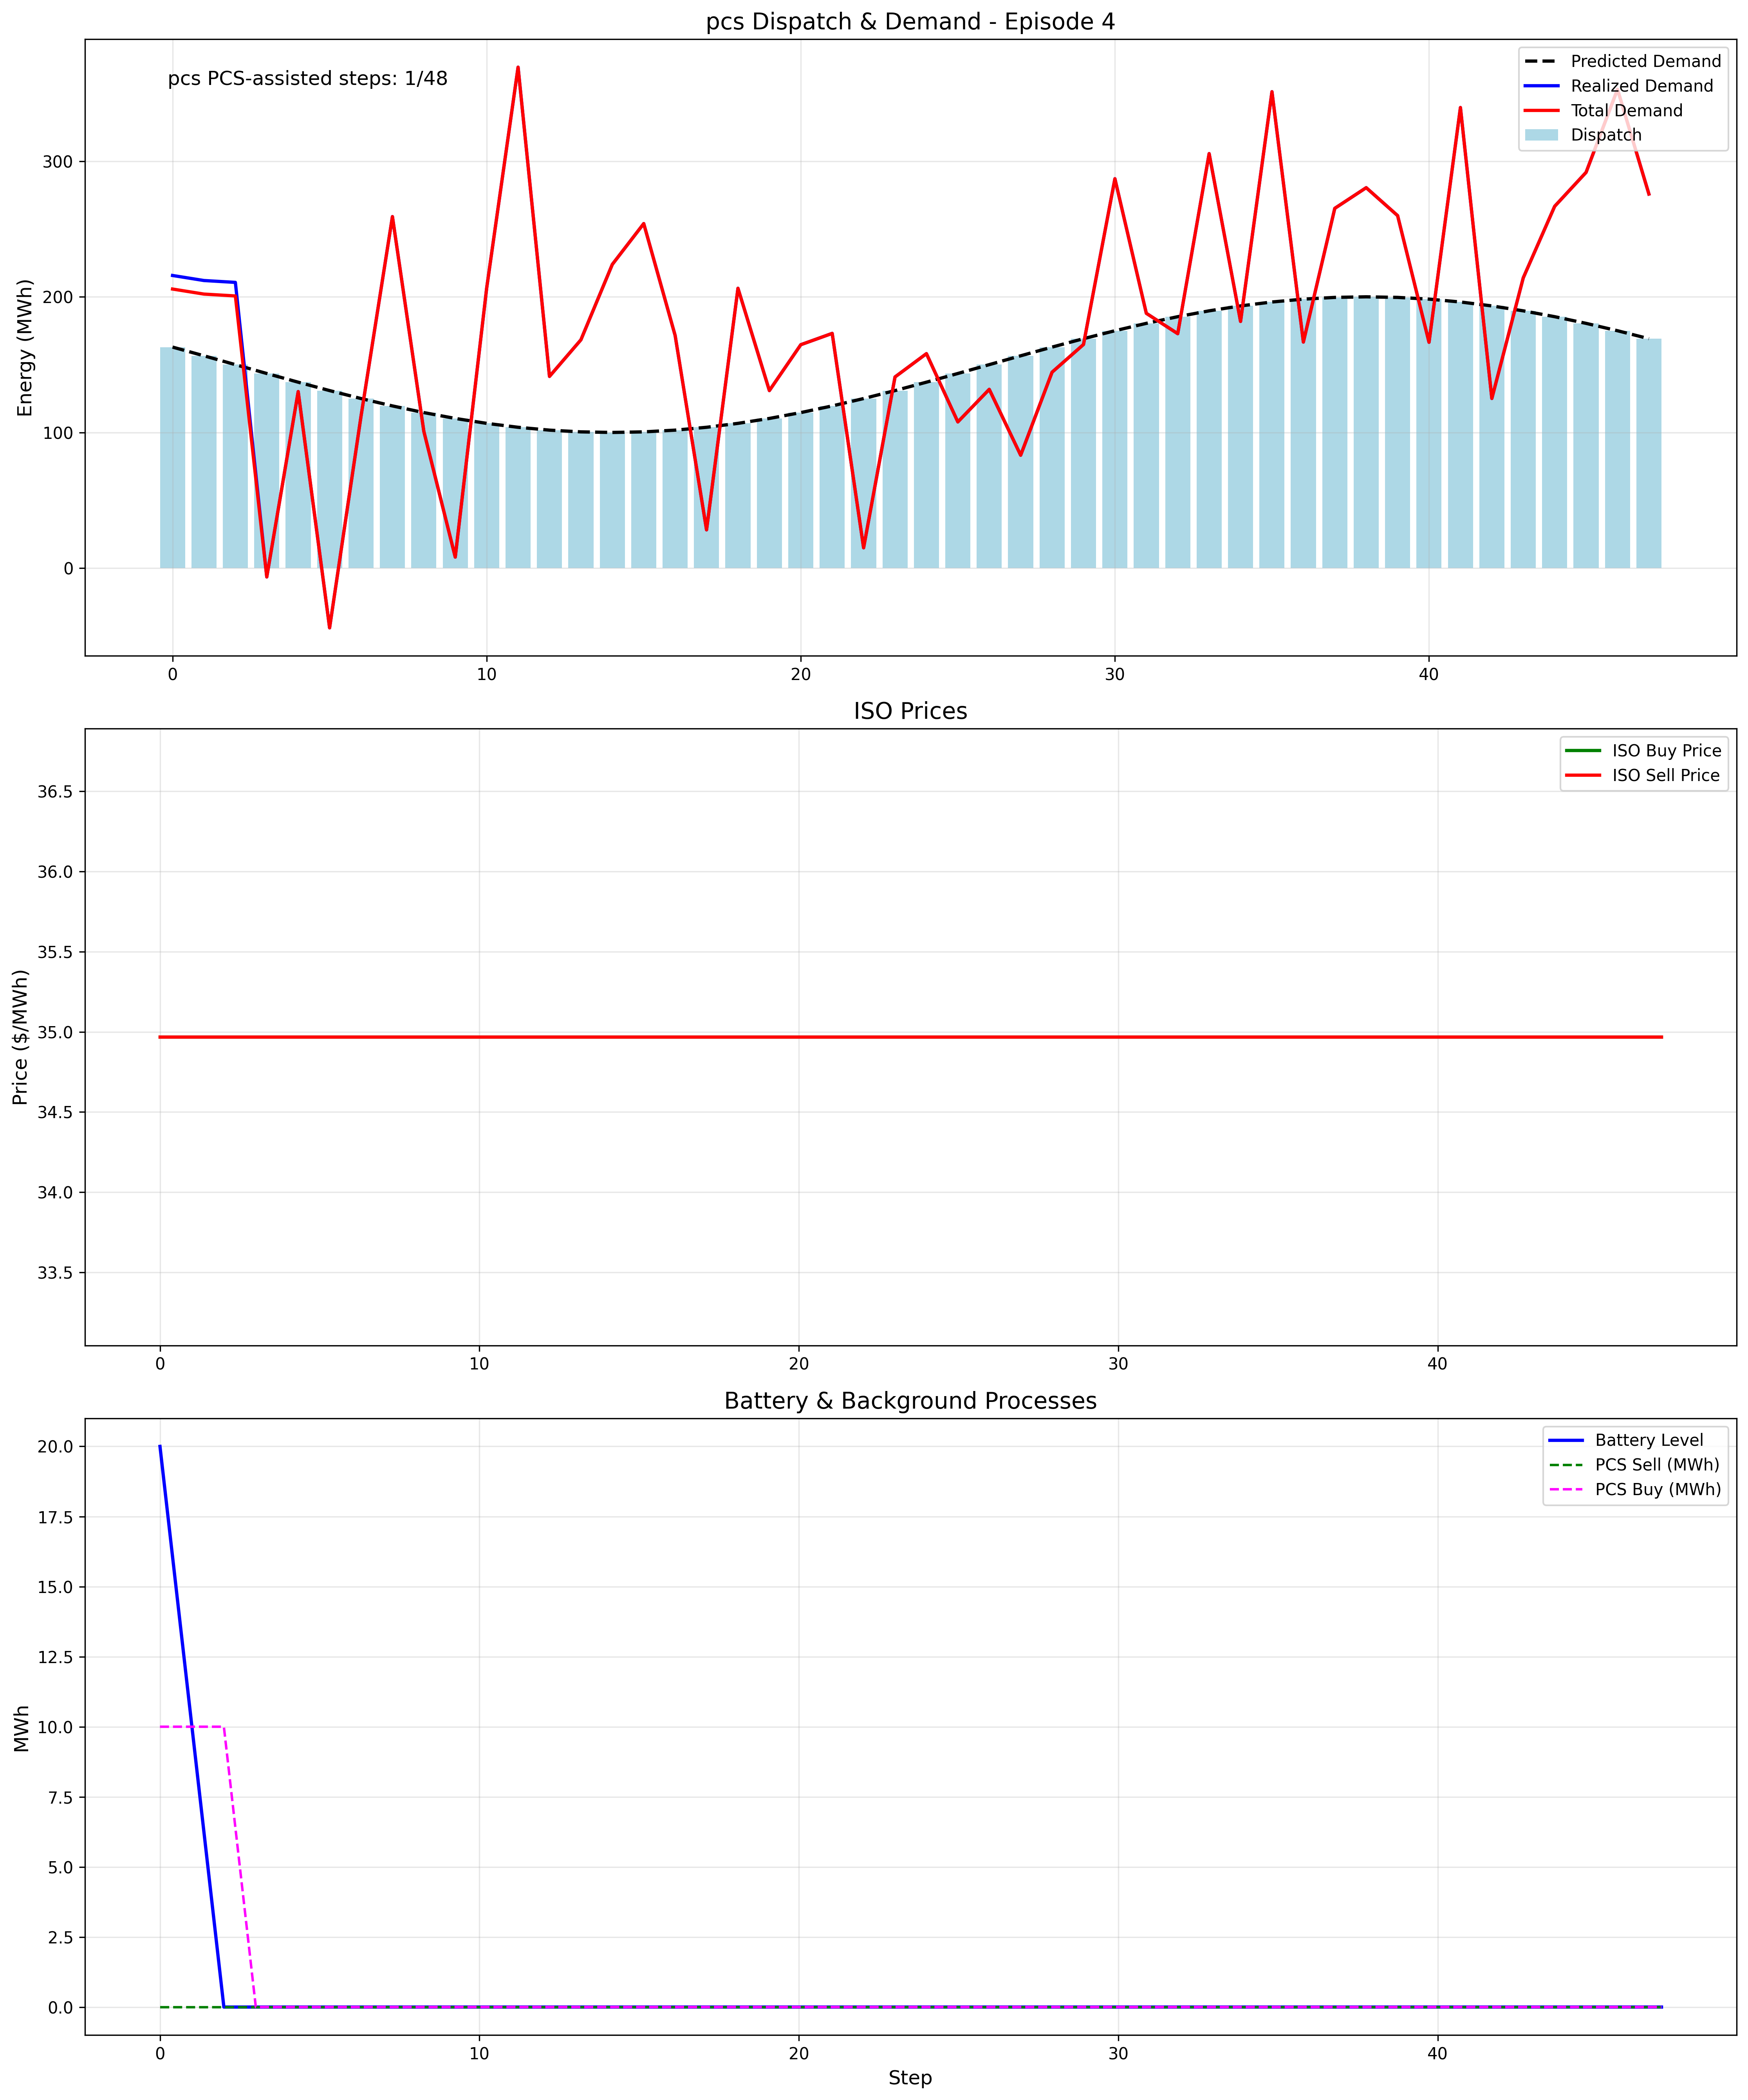 pcs Dispatch & Demand - Episode 4
pcs PCS-assisted steps: 1/48
Predicted Demand
Realized Demand
Total Demand
Dispatch
Energy (MWh)
300
200
100
0
0
10
20
30
40
ISO Prices
ISO Buy Price
ISO Sell Price
Price ($/MWh)
36.5
36.0
35.5
35.0
34.5
34.0
33.5
0
10
20
30
40
Battery & Background Processes
Battery Level
PCS Sell (MWh)
PCS Buy (MWh)
MWh
20.0
17.5
15.0
12.5
10.0
7.5
5.0
2.5
0.0
0
10
20
30
40
Step